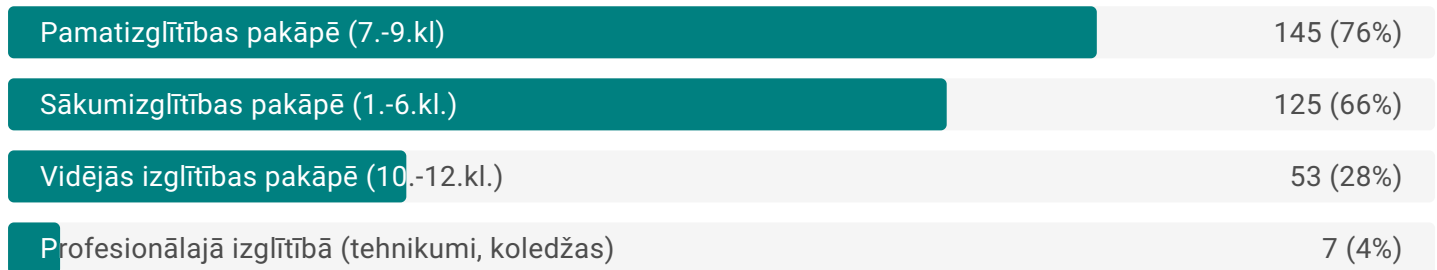 Pamatizglītības pakāpē (7.-9.kl) 145 (76%)
Sākumizglītības pakāpē (1.-6.kl.) 125 (66%)
Vidējās izglītības pakāpē (10.-12.kl.) 53 (28%)
Profesionālajā izglītībā (tehnikumi, koledžas) 7 (4%)